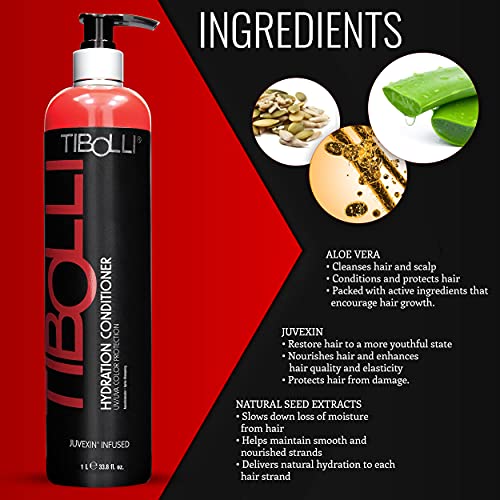 INGREDIENTS
TIBOLLI®
TIBOLLI
HYDRATION CONDITIONER
UVA/UVA COLOR PROTECTION
JUVEXIN™ INFUSED
1 L ℮ 33.8 fl. oz.
ALOE VERA
• Cleanses hair and scalp
• Conditions and protects hair
• Packed with active ingredients that
encourage hair growth.
JUVEXIN
• Restore hair to a more youthful state
• Nourishes hair and enhances
hair quality and elasticity
• Protects hair from damage.
NATURAL SEED EXTRACTS
• Slows down loss of moisture
from hair
• Helps maintain smooth and
nourished strands
• Delivers natural hydration to each
hair strand